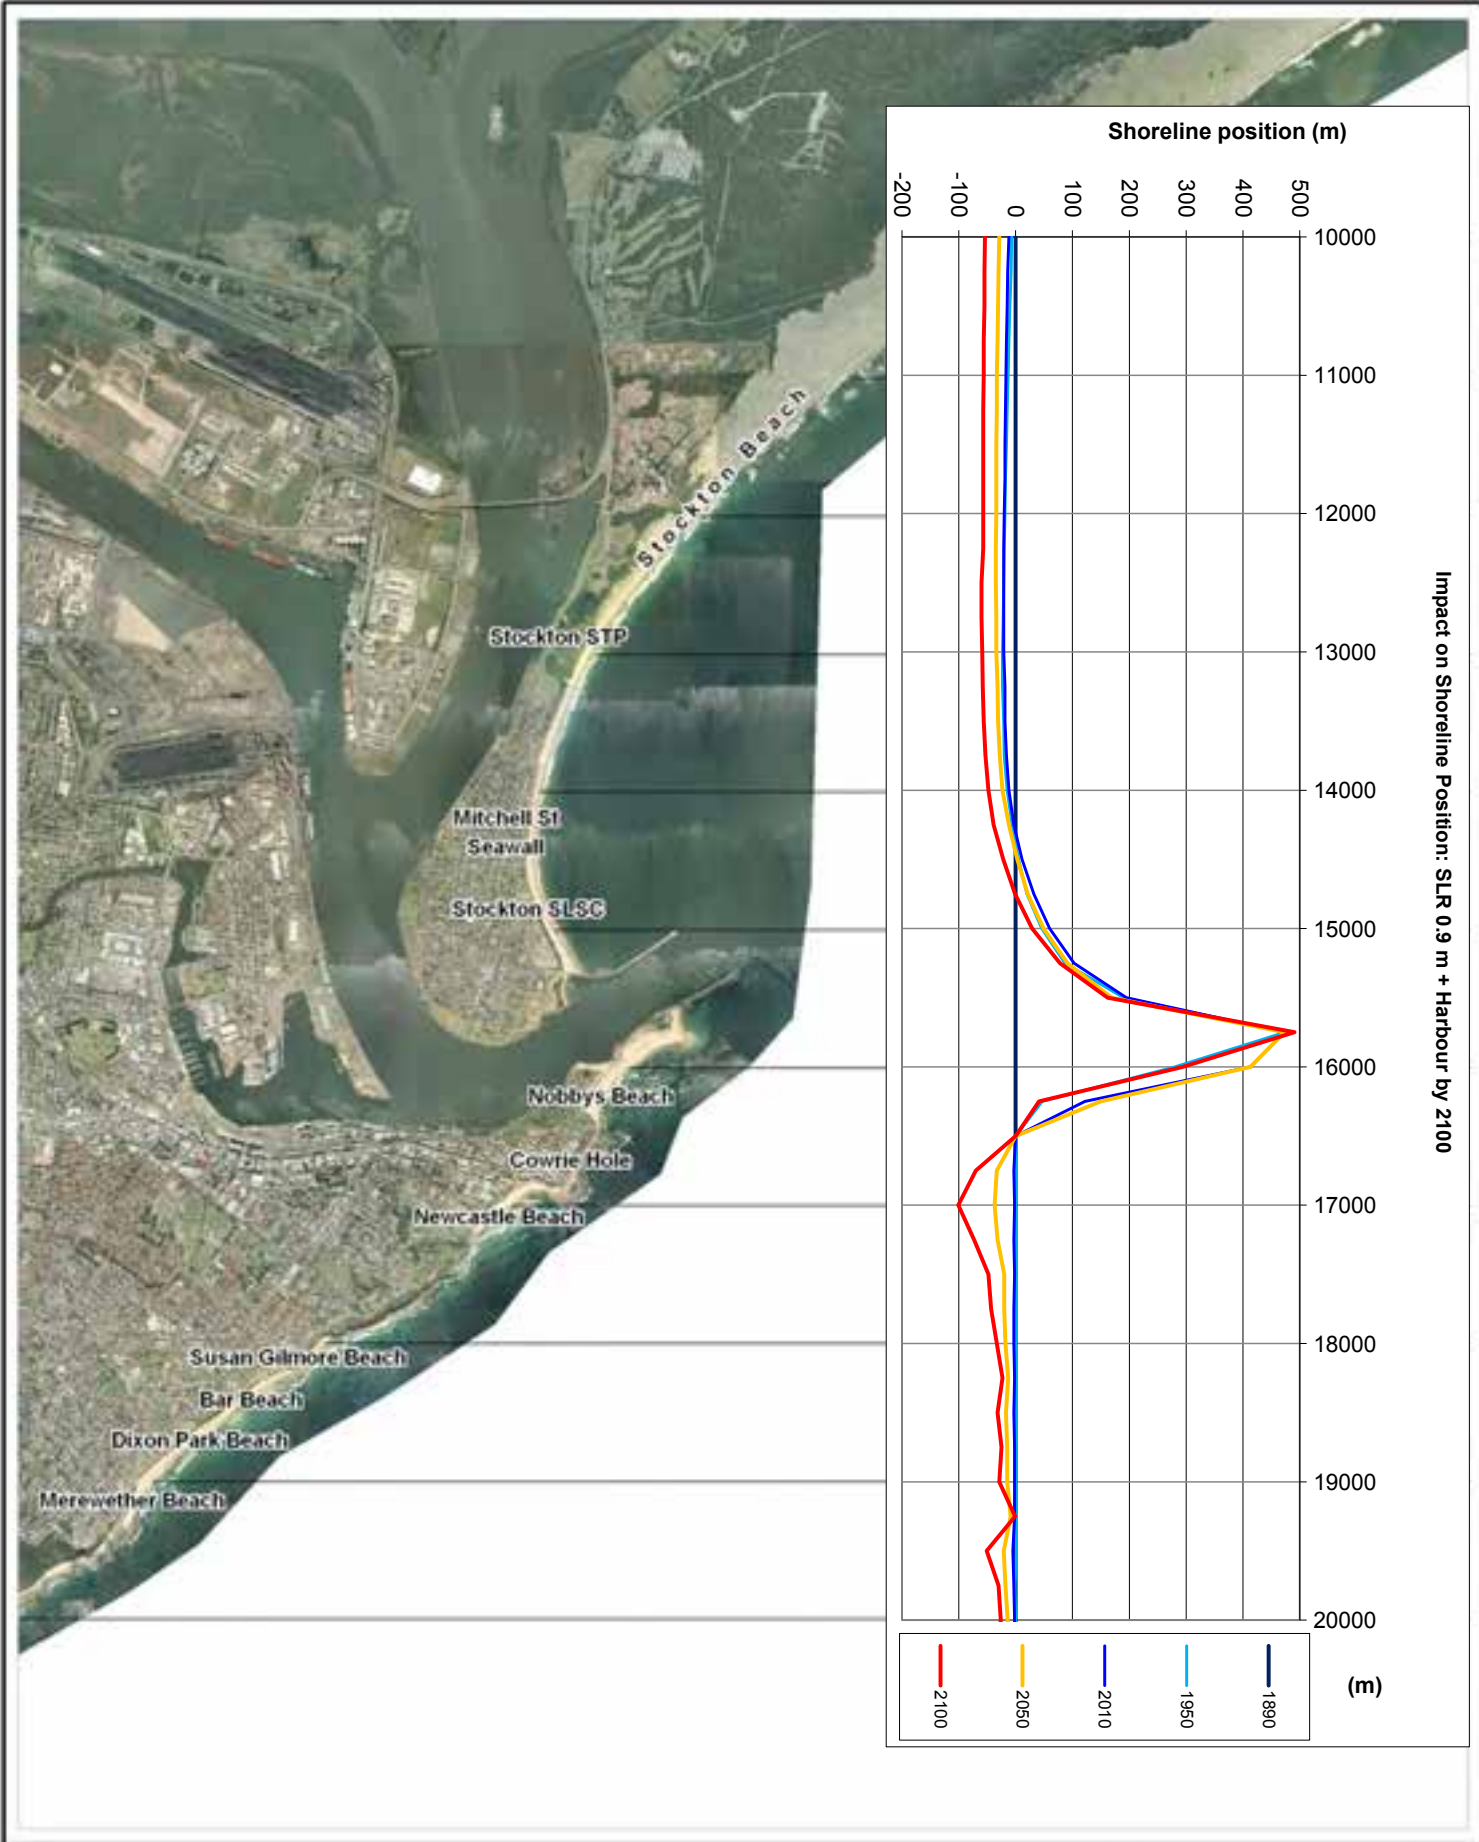 Stockton Beach
Stockton STP
Mitchell St
Seawall
Stockton SLSC
Nobbys Beach
Cowrie Hole
Newcastle Beach
Susan Gilmore Beach
Bar Beach
Dixon Park Beach
Merewether Beach
Shoreline position (m)
-200 -100 0 100 200 300 400 500
10000
11000
12000
13000
14000
15000
16000
17000
18000
19000
20000
Impact on Shoreline Position: SLR 0.9 m + Harbour by 2100
(m)
1890
1950
2010
2050
2100